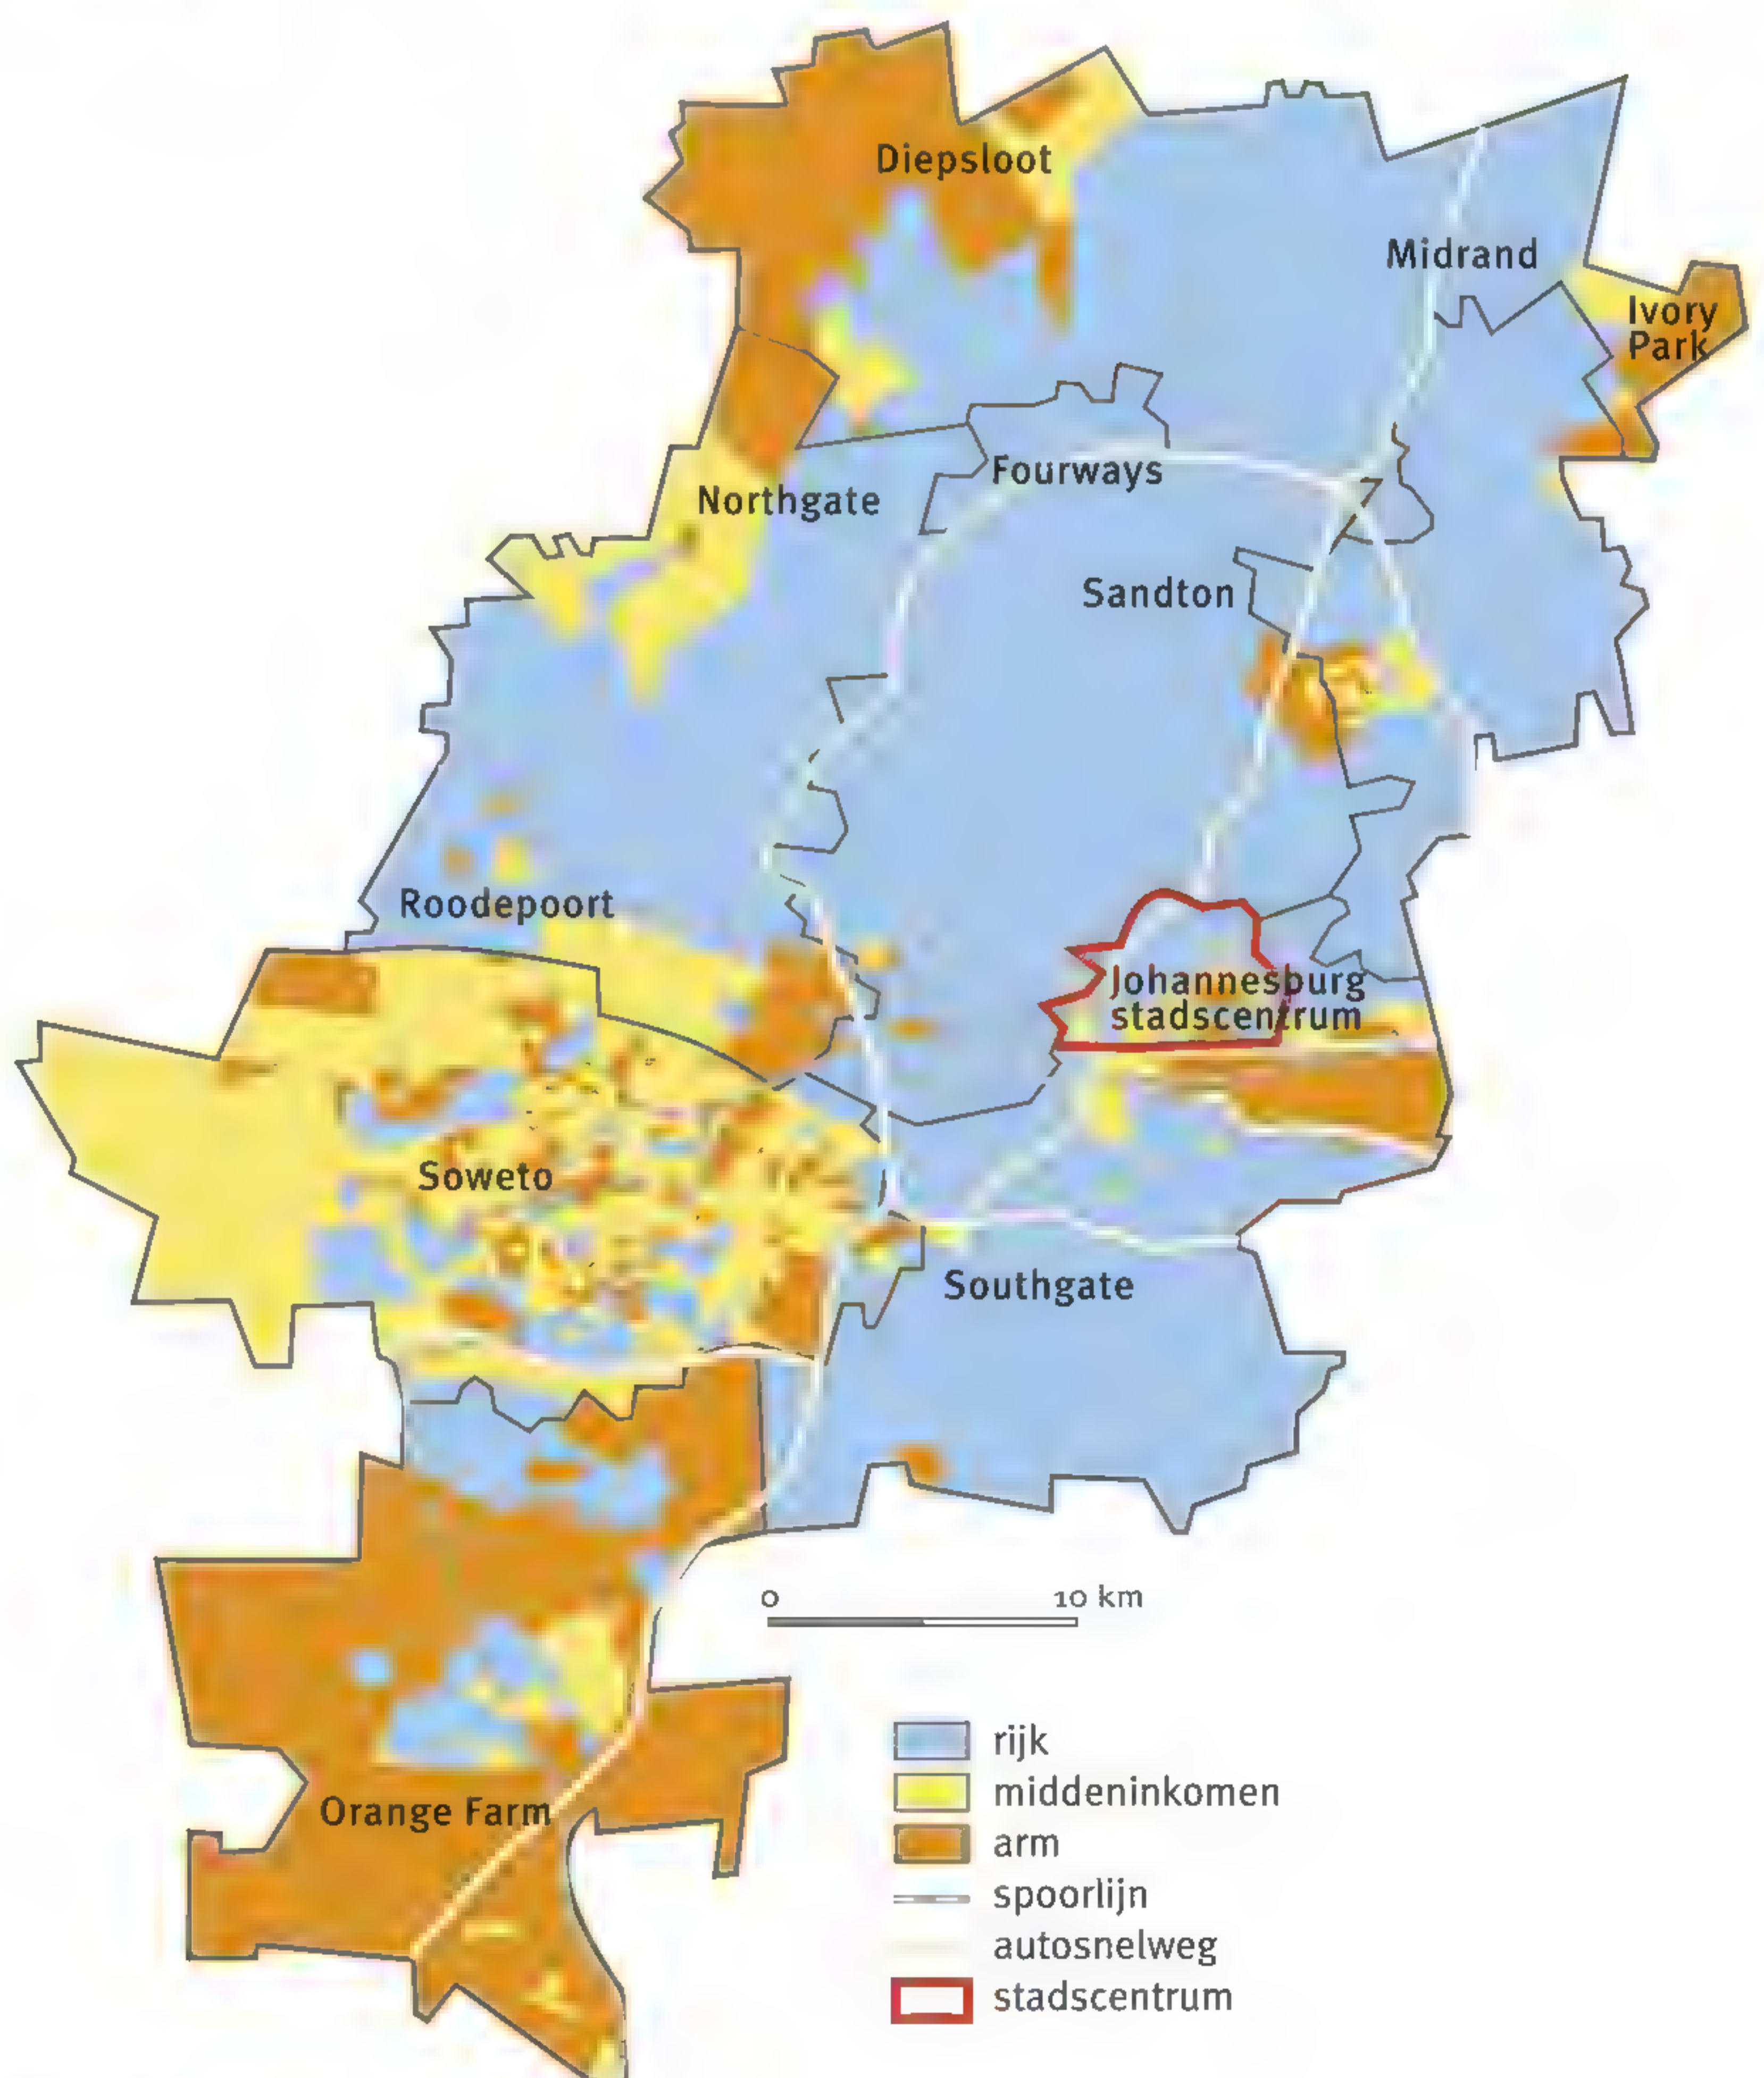 Diepsloot
Midrand
Ivory
Park
Fourways
Northgate
Sandton
Roodepoort
Johannesburg
stadscentrum
Soweto
Southgate
0 10 km
rijk
middeninkomen
arm
Orange Farm
spoorlijn
autosnelweg
stadscentrum